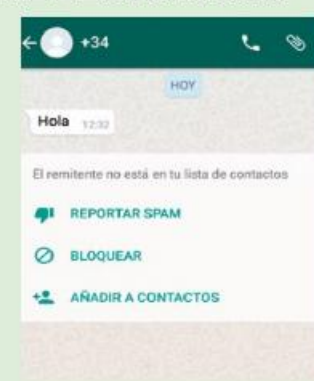 +34
HOY
Hola 12:32
El remitente no está en tu lista de contactos
REPORTAR SPAM
BLOQUEAR
AÑADIR A CONTACTOS